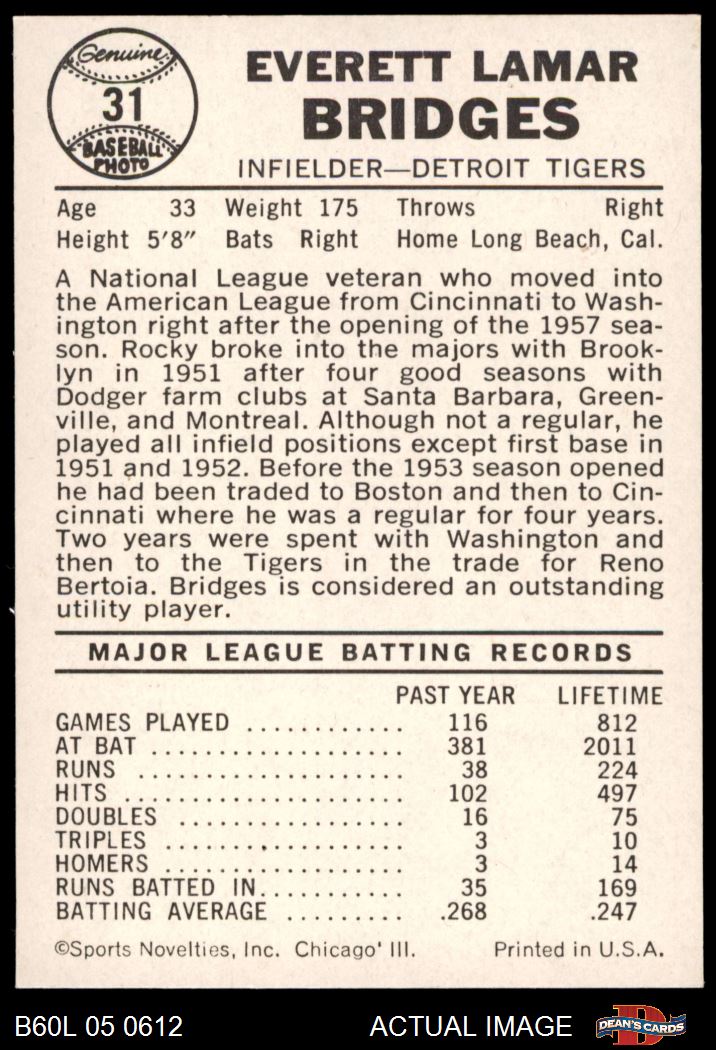 Genuine
31
BASEBALL
PHOTO
EVERETT LAMAR
BRIDGES
INFIELDER—DETROIT TIGERS
Age 33 Weight 175 Throws Right
Height 5'8" Bats Right Home Long Beach, Cal.
A National League veteran who moved into
the American League from Cincinnati to Wash-
ington right after the opening of the 1957 sea-
son. Rocky broke into the majors with Brook-
lyn in 1951 after four good seasons with
Dodger farm clubs at Santa Barbara, Green-
ville, and Montreal. Although not a regular, he
played all infield positions except first base in
1951 and 1952. Before the 1953 season opened
he had been traded to Boston and then to Cin-
cinnati where he was a regular for four years.
Two years were spent with Washington and
then to the Tigers in the trade for Reno
Bertoia. Bridges is considered an outstanding
utility player.
MAJOR LEAGUE BATTING RECORDS
PAST YEAR LIFETIME
GAMES PLAYED ............ 116 812
AT BAT .................... 381 2011
RUNS ..................... 38 224
HITS ...................... 102 497
DOUBLES ................. 16 75
TRIPLES .................. 3 10
HOMERS .................. 3 14
RUNS BATTED IN........... 35 169
BATTING AVERAGE ......... .268 .247
©Sports Novelties, Inc. Chicago' Ill. Printed in U.S.A.
B60L 05 0612 ACTUAL IMAGE DEAN'S CARDS